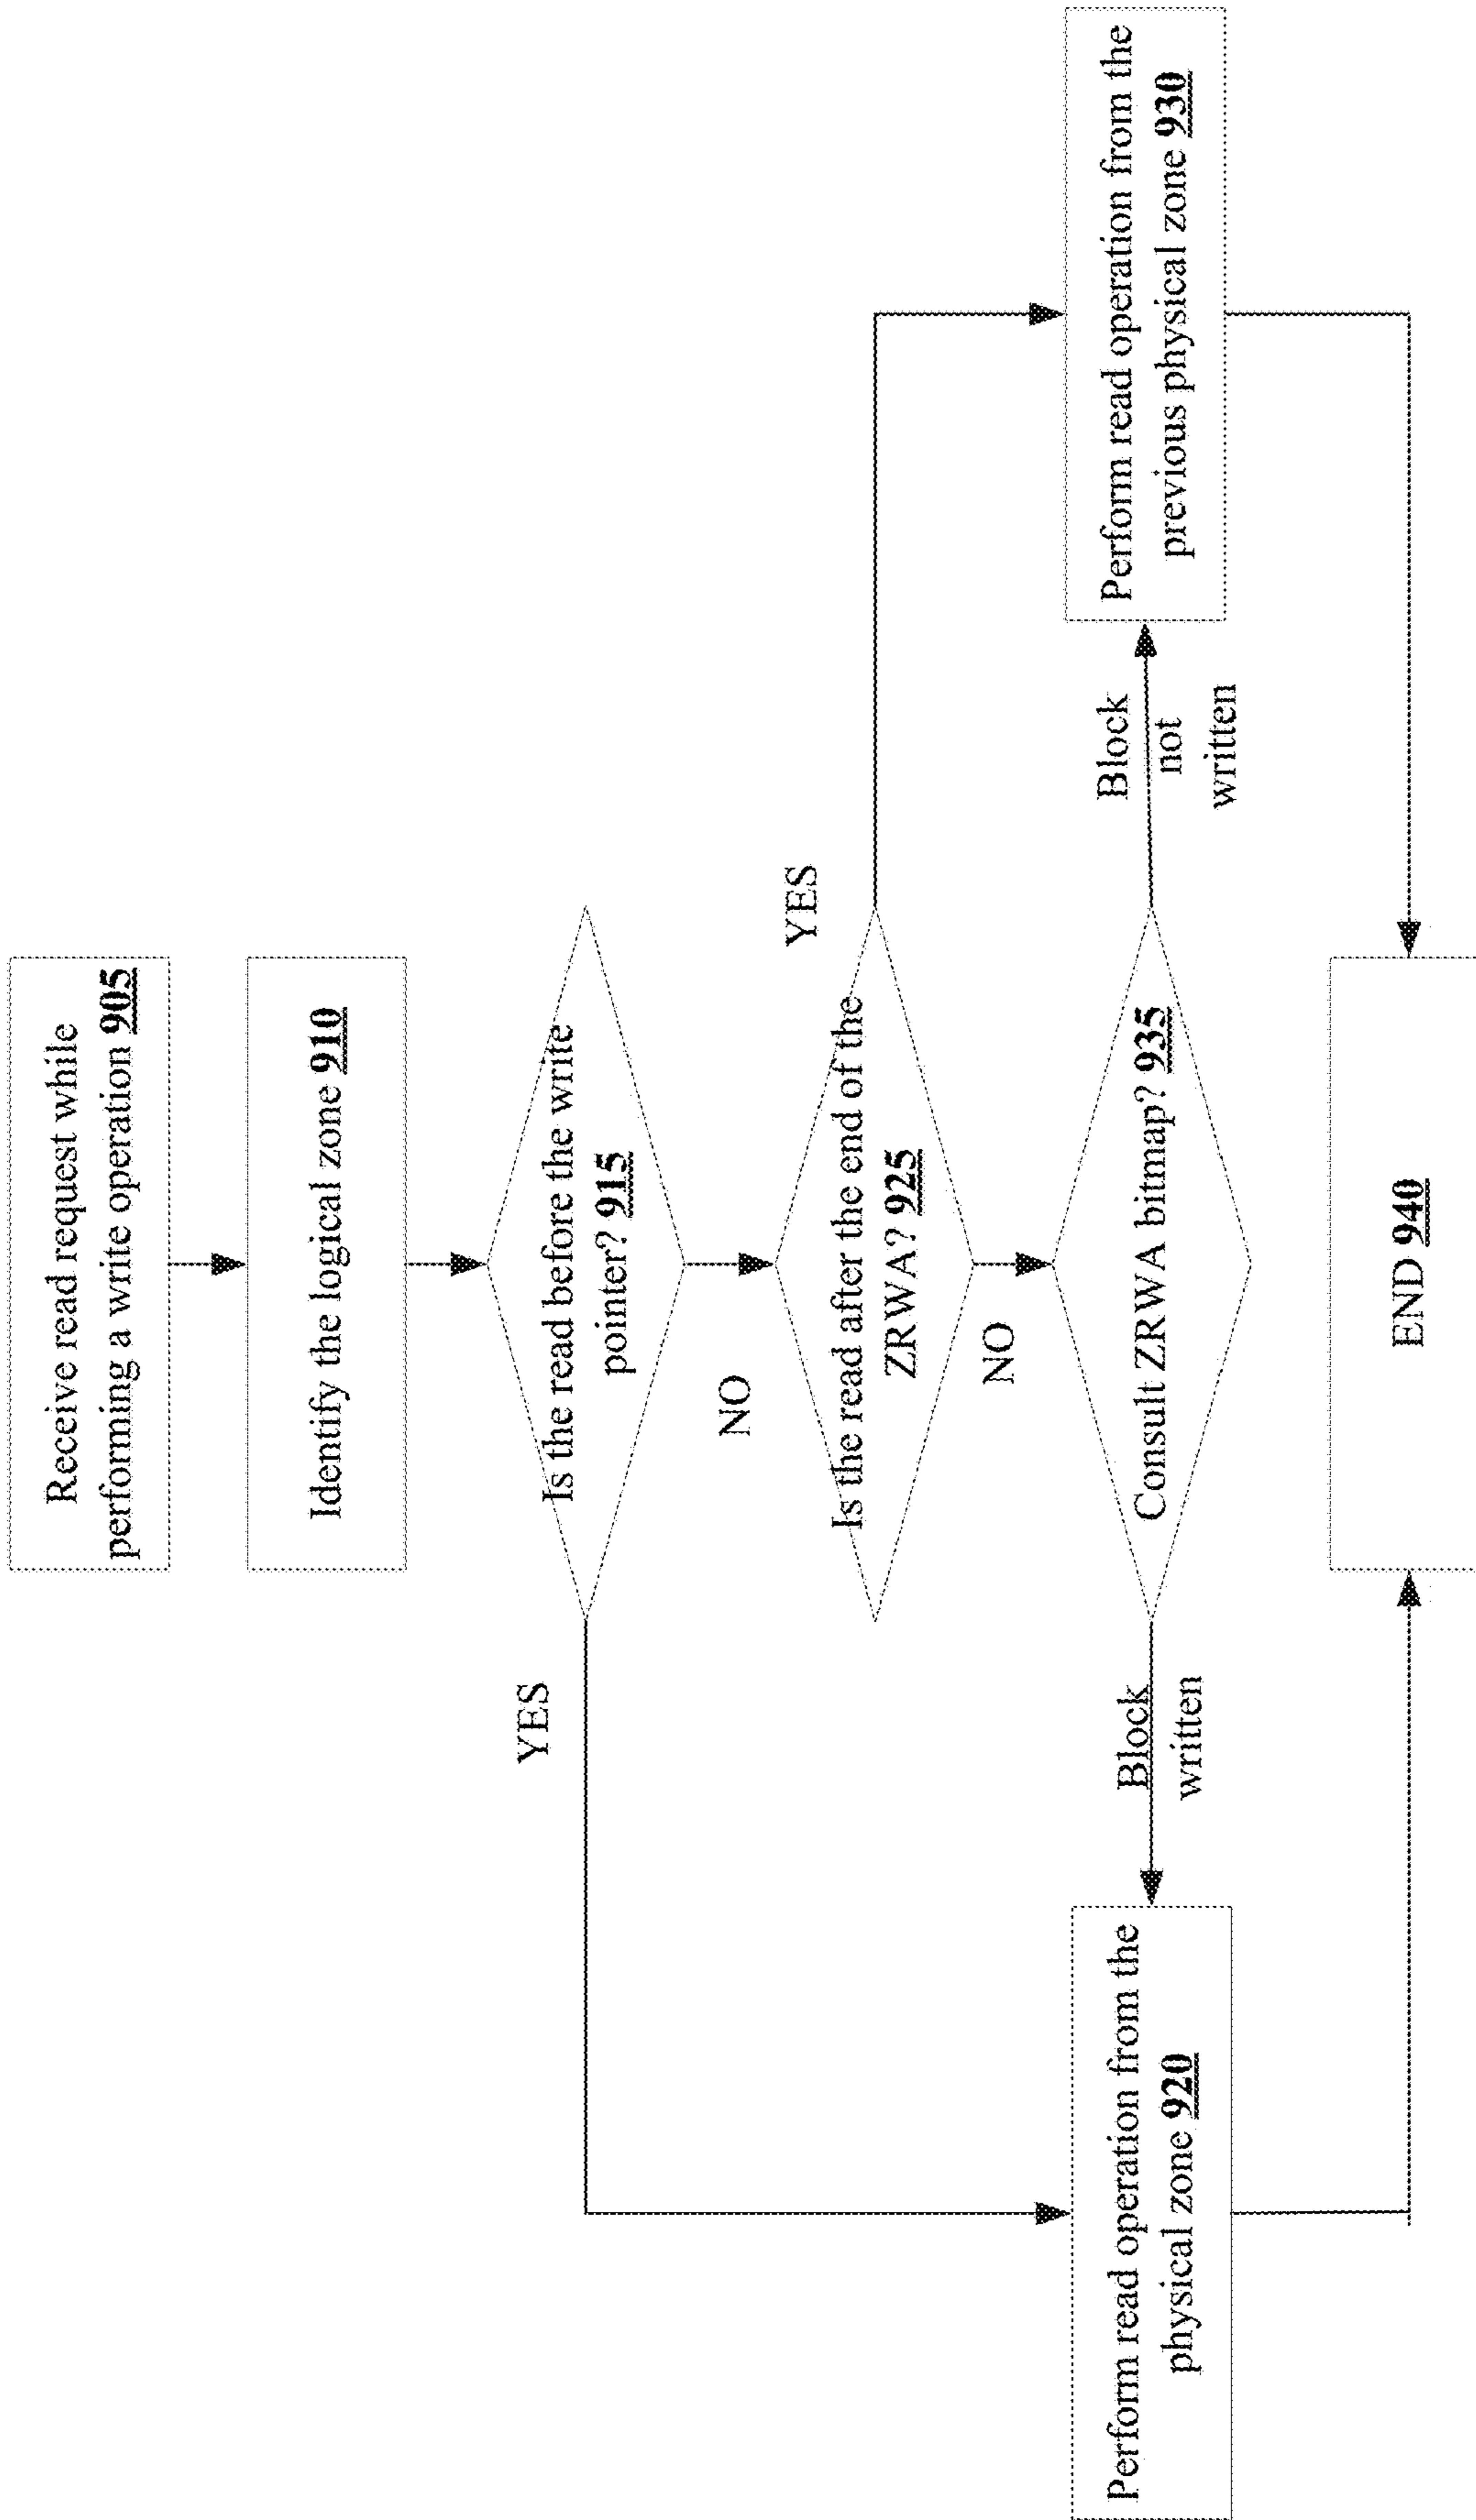 Receive read request while
performing a write operation 905
Identify the logical zone 910
Is the read before the write
pointer? 915
YES
NO
Is the read after the end of the
ZRWA? 925
YES
NO
Consult ZRWA bitmap? 935
Block
written
Block
not
written
Perform read operation from the
physical zone 920
Perform read operation from the
previous physical zone 930
END 940